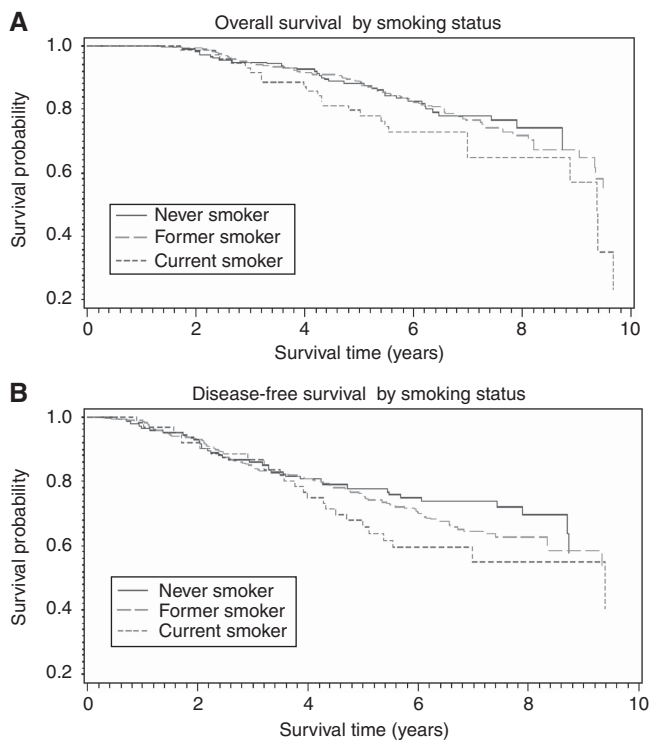 A
Overall survival by smoking status
Survival probability
1.0
0.8
0.6
0.4
0.2
Never smoker
Former smoker
Current smoker
0 2 4 6 8 10
Survival time (years)
B
Disease-free survival by smoking status
Survival probability
1.0
0.8
0.6
0.4
0.2
Never smoker
Former smoker
Current smoker
0 2 4 6 8 10
Survival time (years)